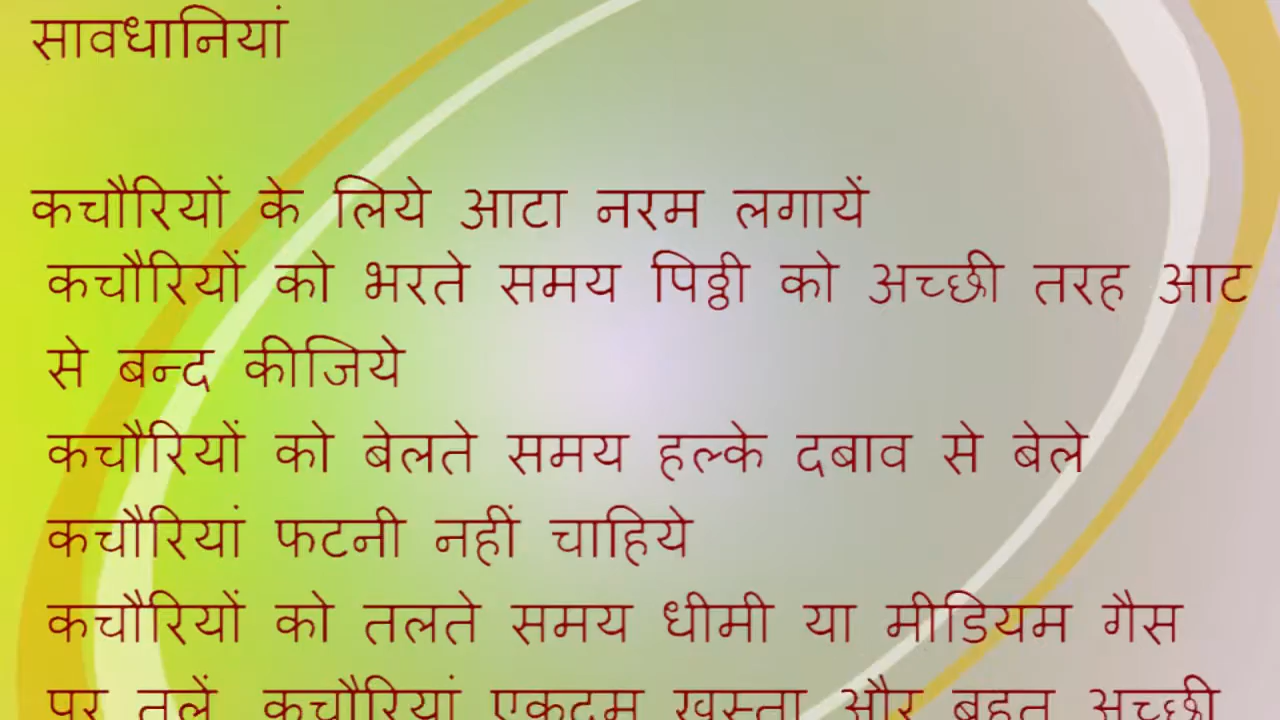 सावधानियां
कचौरियों के लिये आटा नरम लगायें
कचौरियों को भरते समय पिठ्ठी को अच्छी तरह आट
से बन्द कीजिये
कचौरियों को बेलते समय हल्के दबाव से बेले
कचौरियां फटनी नहीं चाहिये
कचौरियों को तलते समय धीमी या मीडियम गैस
पर तलें कचौरियां एकदम खस्ता और बहुत अच्छी